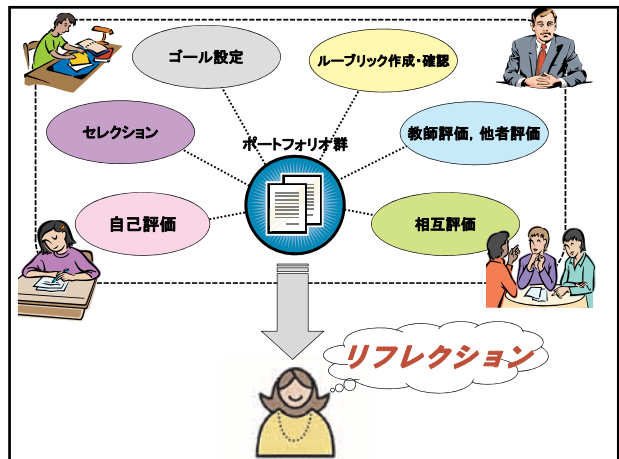 ゴール設定
ルーブリック作成・確認
セレクション
ポートフォリオ群
教師評価，他者評価
自己評価
相互評価
リフレクション